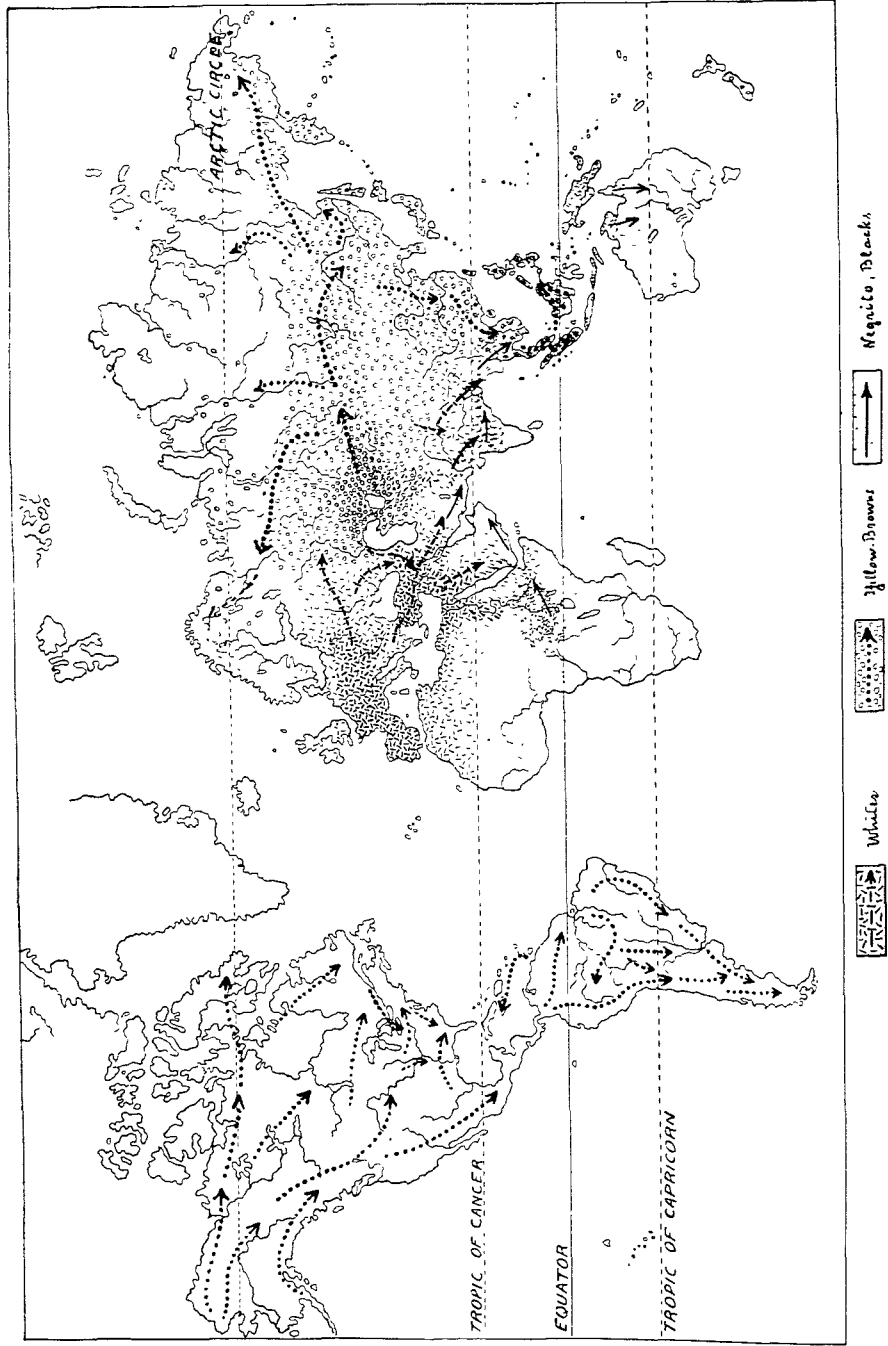 ARCTIC CIRCLE
TROPIC OF CANCER
EQUATOR
TROPIC OF CAPRICORN
Whites
Yellow-Browns
Negrito, Blacks